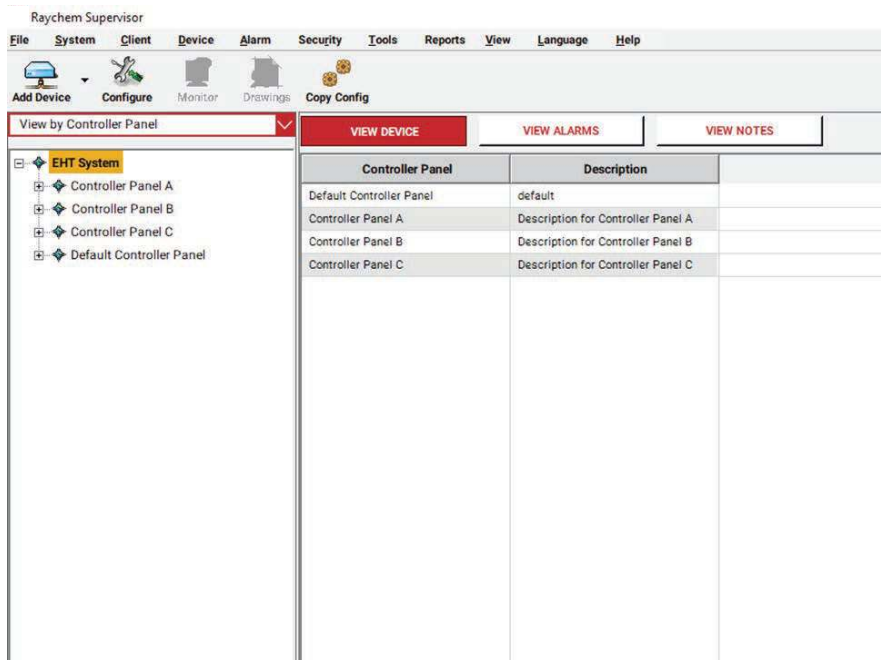 Raychem Supervisor
File System Client Device Alarm Security Tools Reports View Language Help
Add Device Configure Monitor Drawings Copy Config
View by Controller Panel
VIEW DEVICE VIEW ALARMS VIEW NOTES
EHT System
Controller Panel A
Controller Panel B
Controller Panel C
Default Controller Panel
Controller Panel Description
Default Controller Panel default
Controller Panel A Description for Controller Panel A
Controller Panel B Description for Controller Panel B
Controller Panel C Description for Controller Panel C